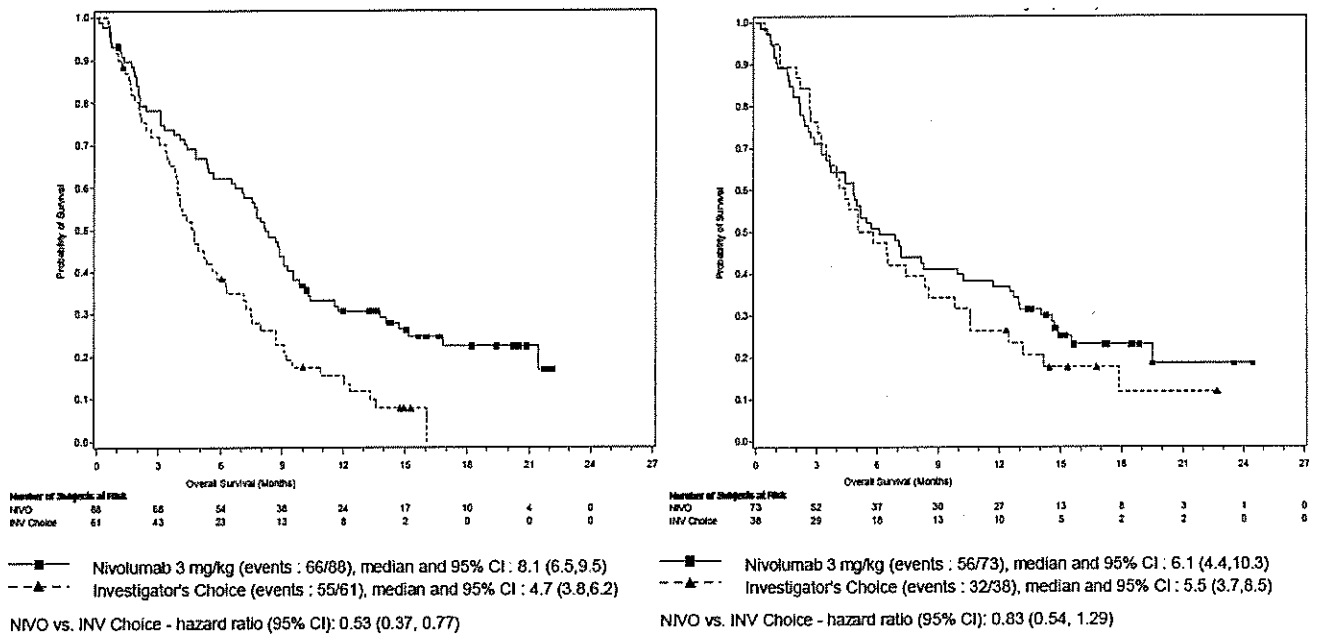 1.0
0.9
0.8
0.7
0.6
0.5
0.4
0.3
0.2
0.1
0.0
Probability of Survival
0 3 6 9 12 15 18 21 24 27
Overall Survival (Months)
Number of Subjects at Risk
NIVO 88 68 54 38 24 17 10 4 0
INV Choice 61 43 23 13 8 2 0 0 0
Nivolumab 3 mg/kg (events : 66/88), median and 95% CI : 8.1 (6.5,9.5)
Investigator's Choice (events : 55/61), median and 95% CI : 4.7 (3.8,6.2)
NIVO vs. INV Choice - hazard ratio (95% CI): 0.53 (0.37, 0.77)
1.0
0.9
0.8
0.7
0.6
0.5
0.4
0.3
0.2
0.1
0.0
Probability of Survival
0 3 6 9 12 15 18 21 24 27
Overall Survival (Months)
Number of Subjects at Risk
NIVO 73 52 37 30 27 13 8 3 1 0
INV Choice 38 29 18 13 10 5 2 2 0 0
Nivolumab 3 mg/kg (events : 56/73), median and 95% CI : 6.1 (4.4,10.3)
Investigator's Choice (events : 32/38), median and 95% CI : 5.5 (3.7,8.5)
NIVO vs. INV Choice - hazard ratio (95% CI): 0.83 (0.54, 1.29)